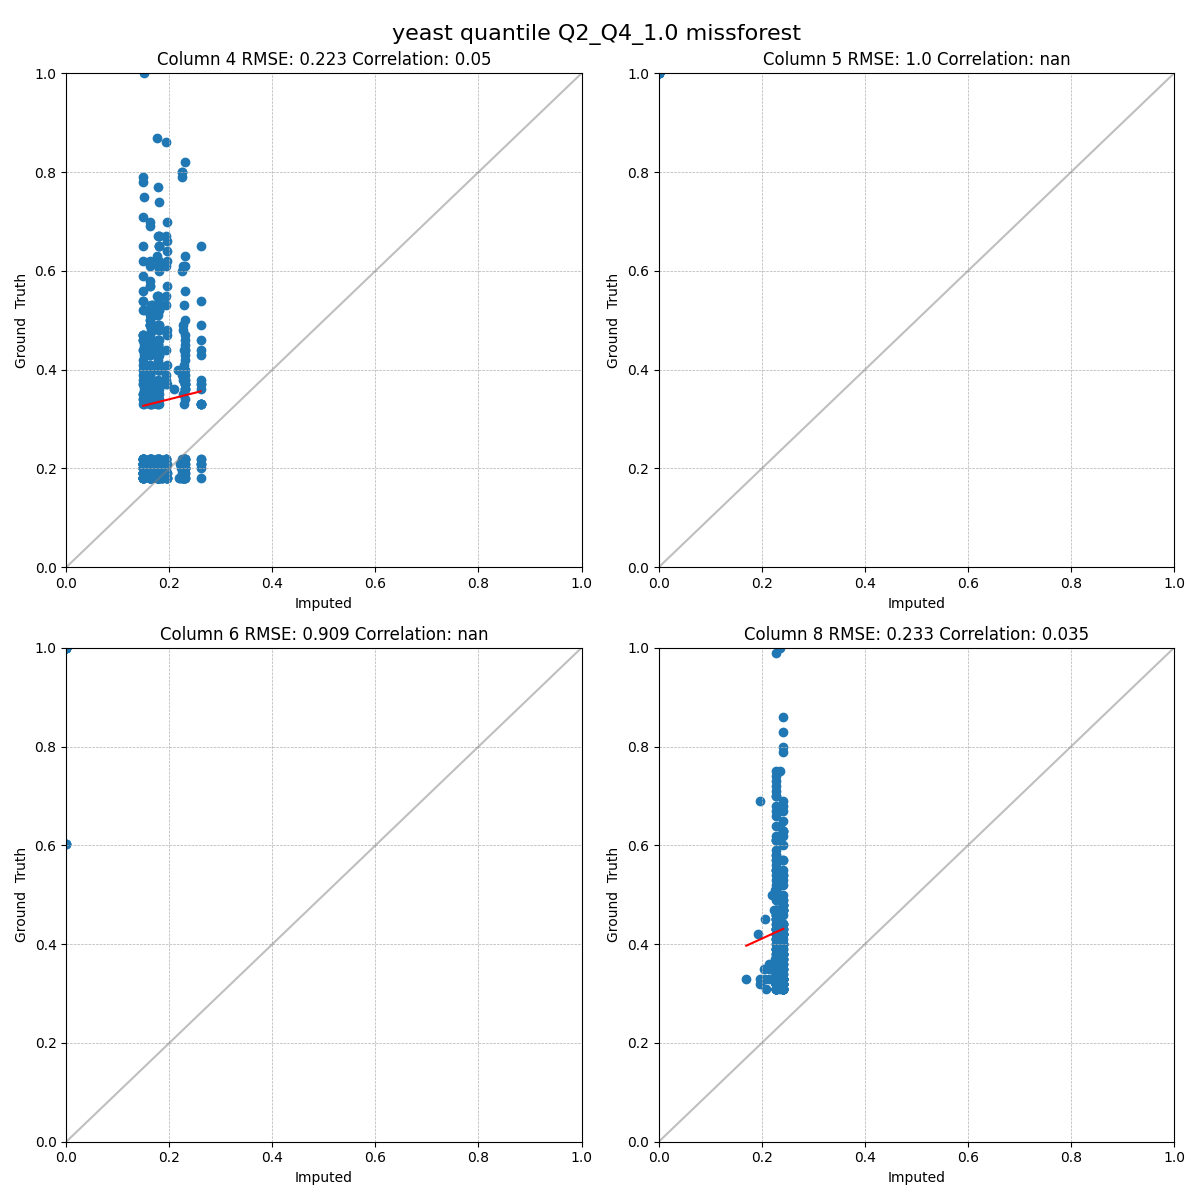 yeast quantile Q2_Q4_1.0 missforest
Column 4 RMSE: 0.223 Correlation: 0.05
1.0
0.8
0.6
0.4
0.2
0.0
Ground Truth
0.0 0.2 0.4 0.6 0.8 1.0
Imputed
Column 5 RMSE: 1.0 Correlation: nan
1.0
0.8
0.6
0.4
0.2
0.0
Ground Truth
0.0 0.2 0.4 0.6 0.8 1.0
Imputed
Column 6 RMSE: 0.909 Correlation: nan
1.0
0.8
0.6
0.4
0.2
0.0
Ground Truth
0.0 0.2 0.4 0.6 0.8 1.0
Imputed
Column 8 RMSE: 0.233 Correlation: 0.035
1.0
0.8
0.6
0.4
0.2
0.0
Ground Truth
0.0 0.2 0.4 0.6 0.8 1.0
Imputed